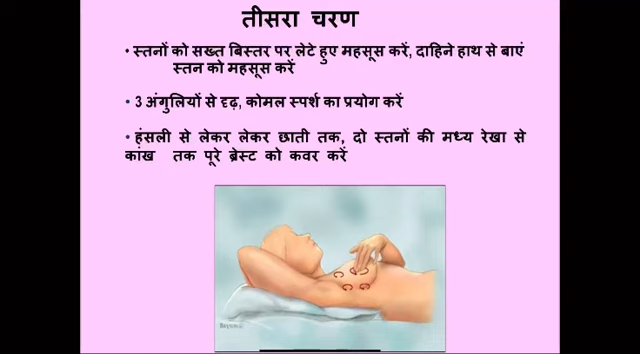 तीसरा चरण
• स्तनों को सख्त बिस्तर पर लेटे हुए महसूस करें, दाहिने हाथ से बाएं
स्तन को महसूस करें
• 3 अंगुलियों से दृढ़, कोमल स्पर्श का प्रयोग करें
• हंसली से लेकर लेकर छाती तक, दो स्तनों की मध्य रेखा से
कांख तक पूरे ब्रेस्ट को कवर करें